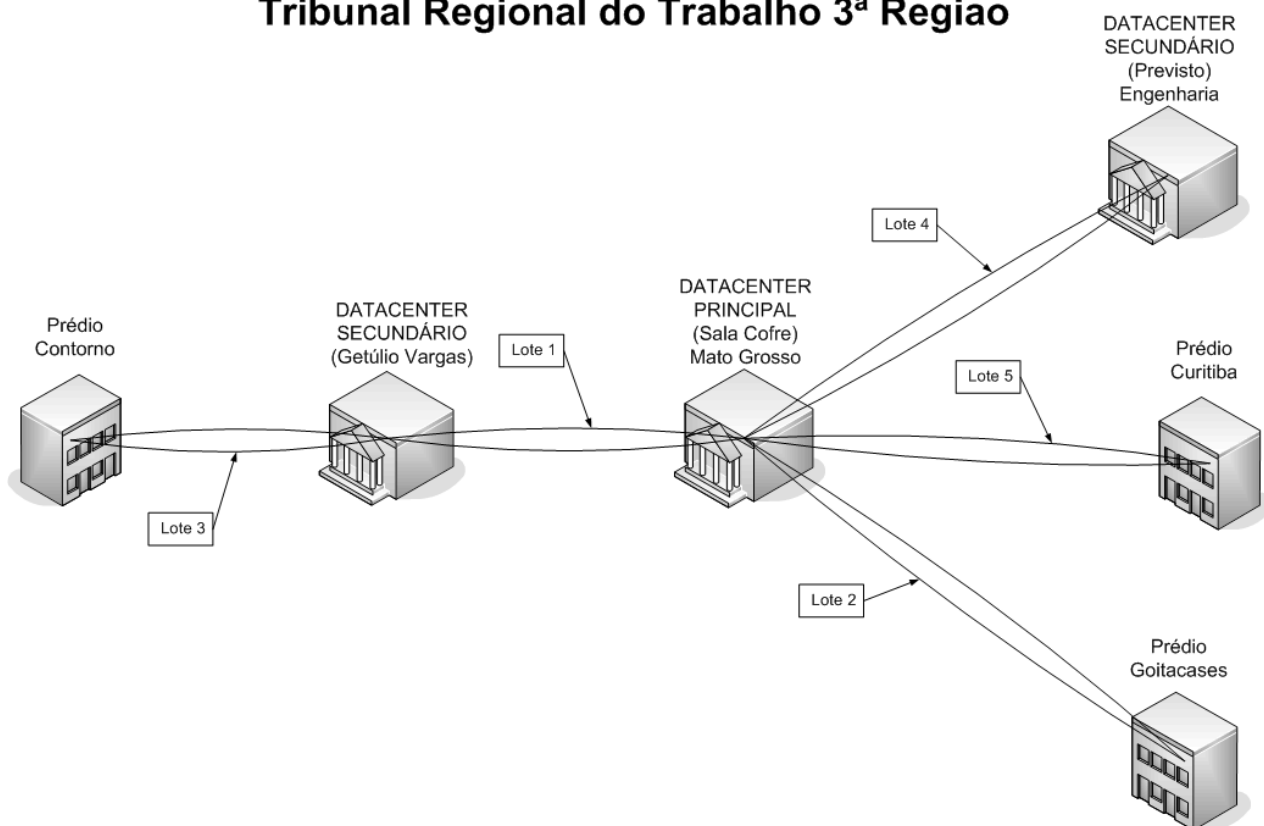 Tribunal Regional do Trabalho 3ª Regiao
DATACENTER
SECUNDÁRIO
(Previsto)
Engenharia
Lote 4
DATACENTER
PRINCIPAL
(Sala Cofre)
Mato Grosso
DATACENTER
SECUNDÁRIO
(Getúlio Vargas)
Prédio
Contorno
Lote 1
Lote 5
Prédio
Curitiba
Lote 3
Lote 2
Prédio
Goitacases